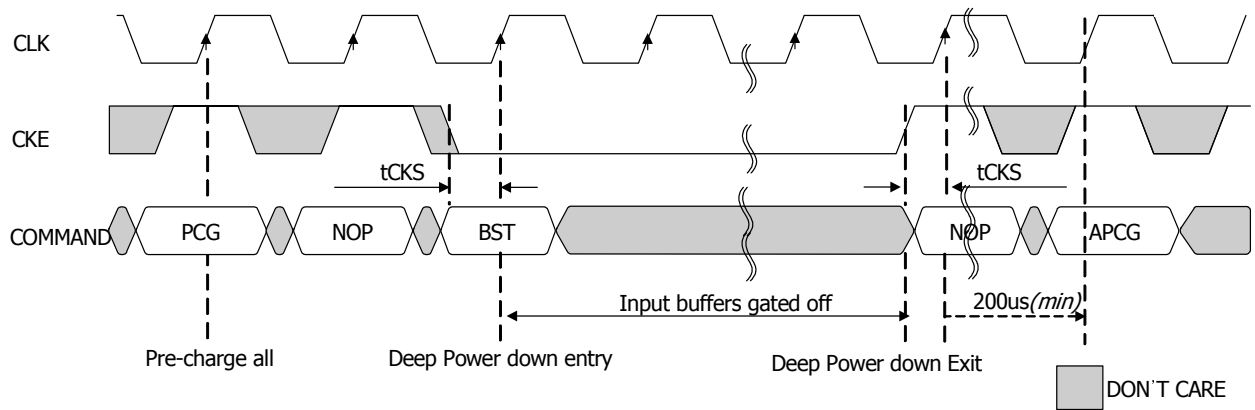 CLK
CKE
tCKS
tCKS
COMMAND
PCG
NOP
BST
NOP
APCG
Input buffers gated off
200us(min)
Pre-charge all
Deep Power down entry
Deep Power down Exit
DON'T CARE